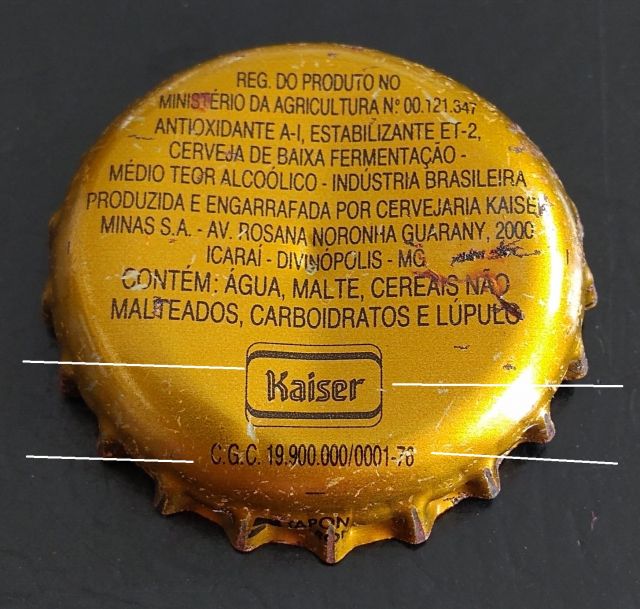 REG. DO PRODUTO NO
MINISTÉRIO DA AGRICULTURA Nº 00.121.347
ANTIOXIDANTE A-I, ESTABILIZANTE ET-2,
CERVEJA DE BAIXA FERMENTAÇÃO -
MÉDIO TEOR ALCOÓLICO - INDÚSTRIA BRASILEIRA
PRODUZIDA E ENGARRAFADA POR CERVEJARIA KAISER
MINAS S.A. - AV. ROSANA NORONHA GUARANY, 2000
ICARAÍ - DIVINÓPOLIS - MG
CONTÉM: ÁGUA, MALTE, CEREAIS NÃO
MALTEADOS, CARBOIDRATOS E LÚPULO
Kaiser
C.G.C. 19.900.000/0001-76